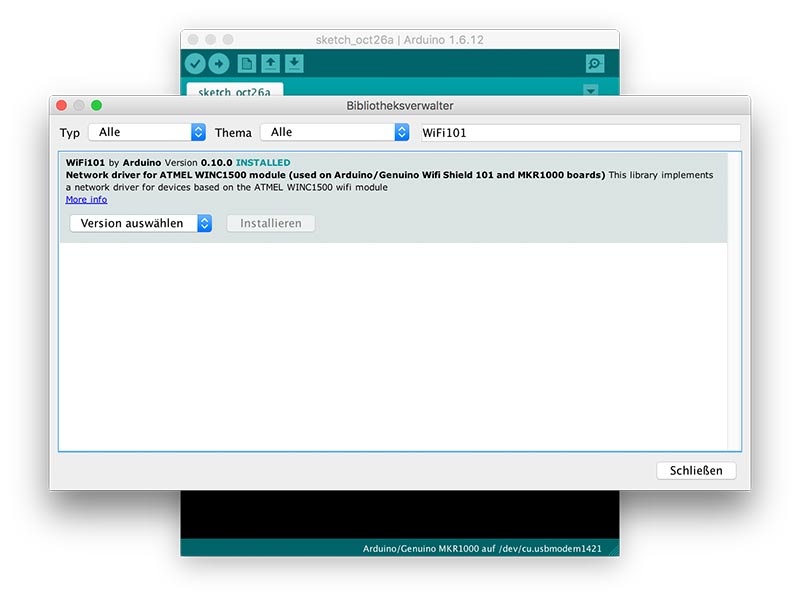 sketch_oct26a | Arduino 1.6.12
sketch_oct26a
Bibliotheksverwalter
Typ Alle Thema Alle WiFi101
WiFi101 by Arduino Version 0.10.0 INSTALLED
Network driver for ATMEL WINC1500 module (used on Arduino/Genuino Wifi Shield 101 and MKR1000 boards) This library implements
a network driver for devices based on the ATMEL WINC1500 wifi module
More info
Version auswählen Installieren
Schließen
Arduino/Genuino MKR1000 auf /dev/cu.usbmodem1421